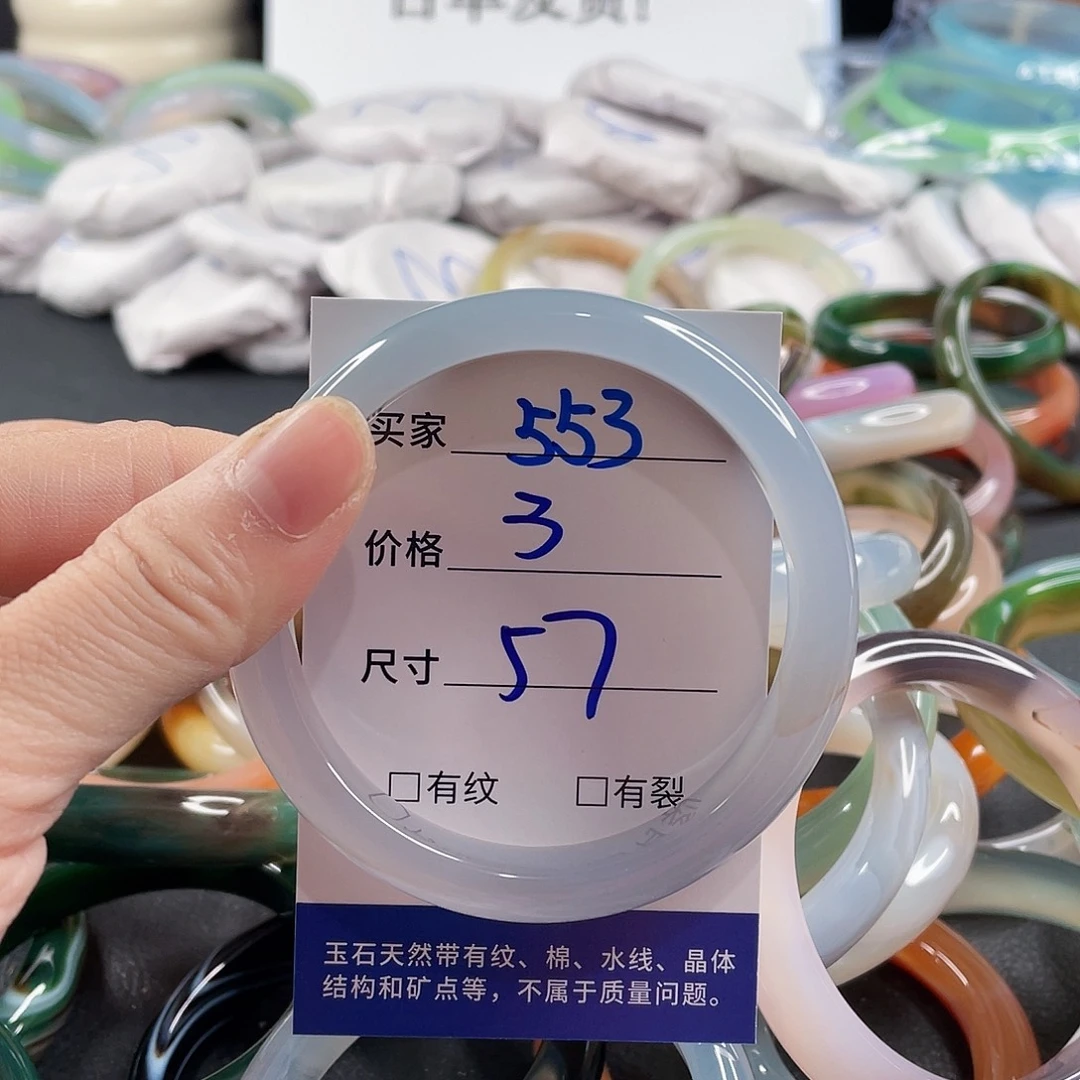 买家 553
价格 3
尺寸 57
□有纹 □有裂
玉石天然带有纹、棉、水线、晶体
结构和矿点等，不属于质量问题。